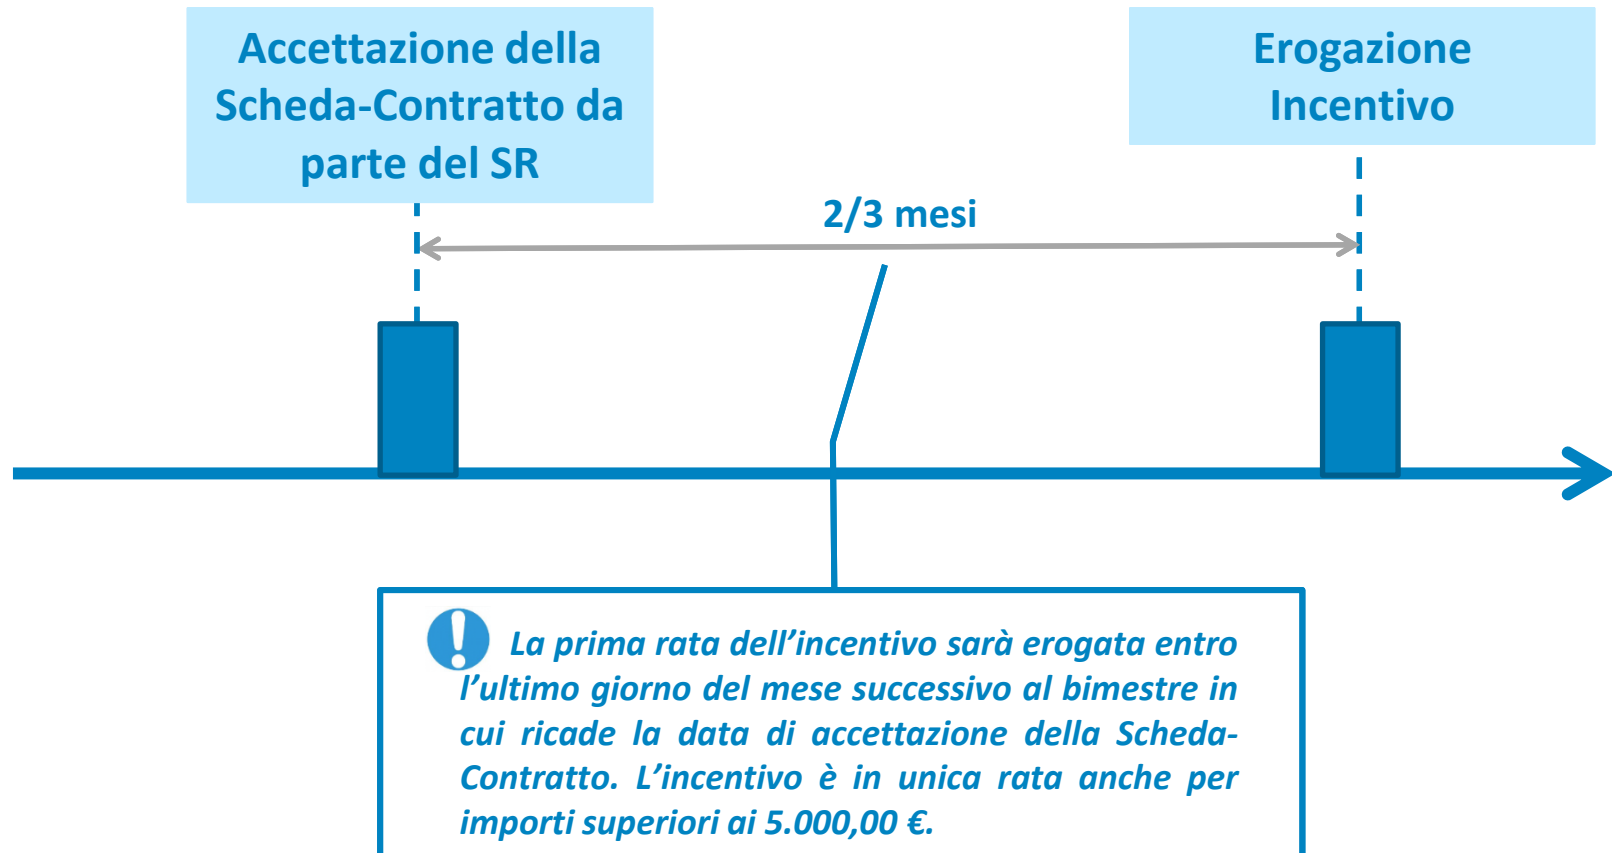 Accettazione della
Scheda-Contratto da
parte del SR
Erogazione
Incentivo
2/3 mesi
La prima rata dell’incentivo sarà erogata entro
l’ultimo giorno del mese successivo al bimestre in
cui ricade la data di accettazione della Scheda-
Contratto. L’incentivo è in unica rata anche per
importi superiori ai 5.000,00 €.